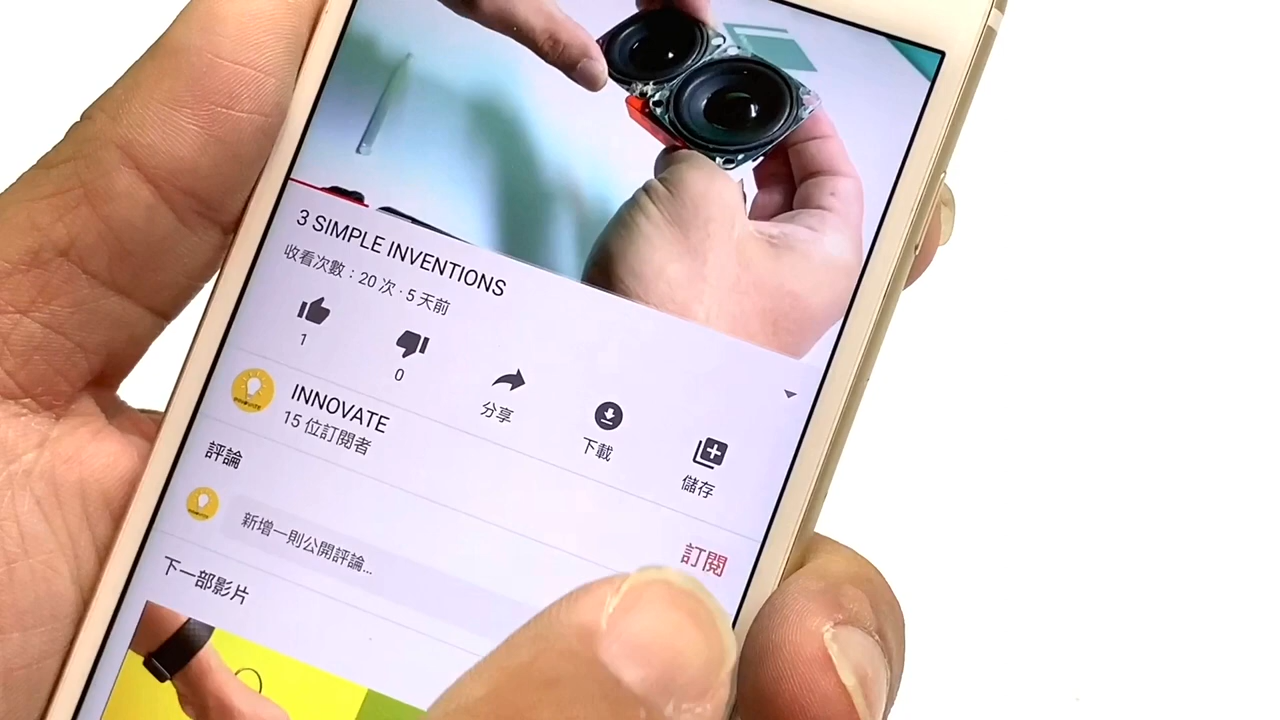 3 SIMPLE INVENTIONS
收看次數：20 次 · 5 天前
1
0
分享
下載
儲存
INNOVATE
15 位訂閱者
訂閱
評論
新增一則公開評論...
下一部影片